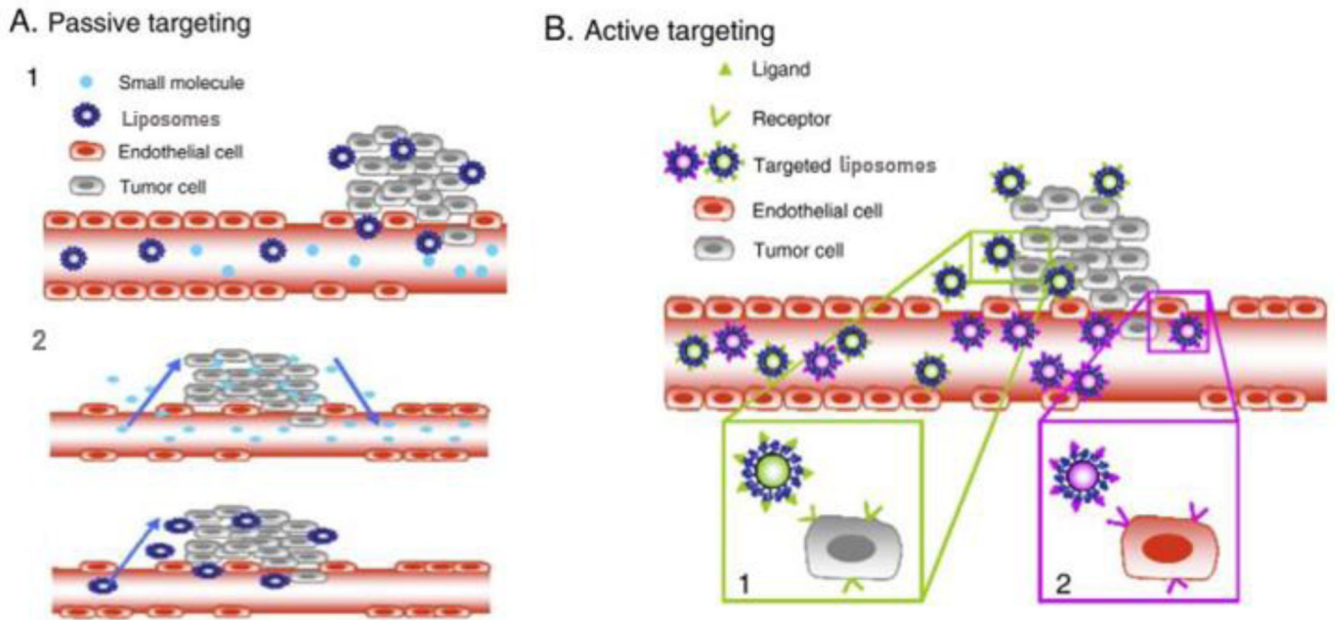 A. Passive targeting
1
Small molecule
Liposomes
Endothelial cell
Tumor cell
2
B. Active targeting
Ligand
Receptor
Targeted liposomes
Endothelial cell
Tumor cell
1
2